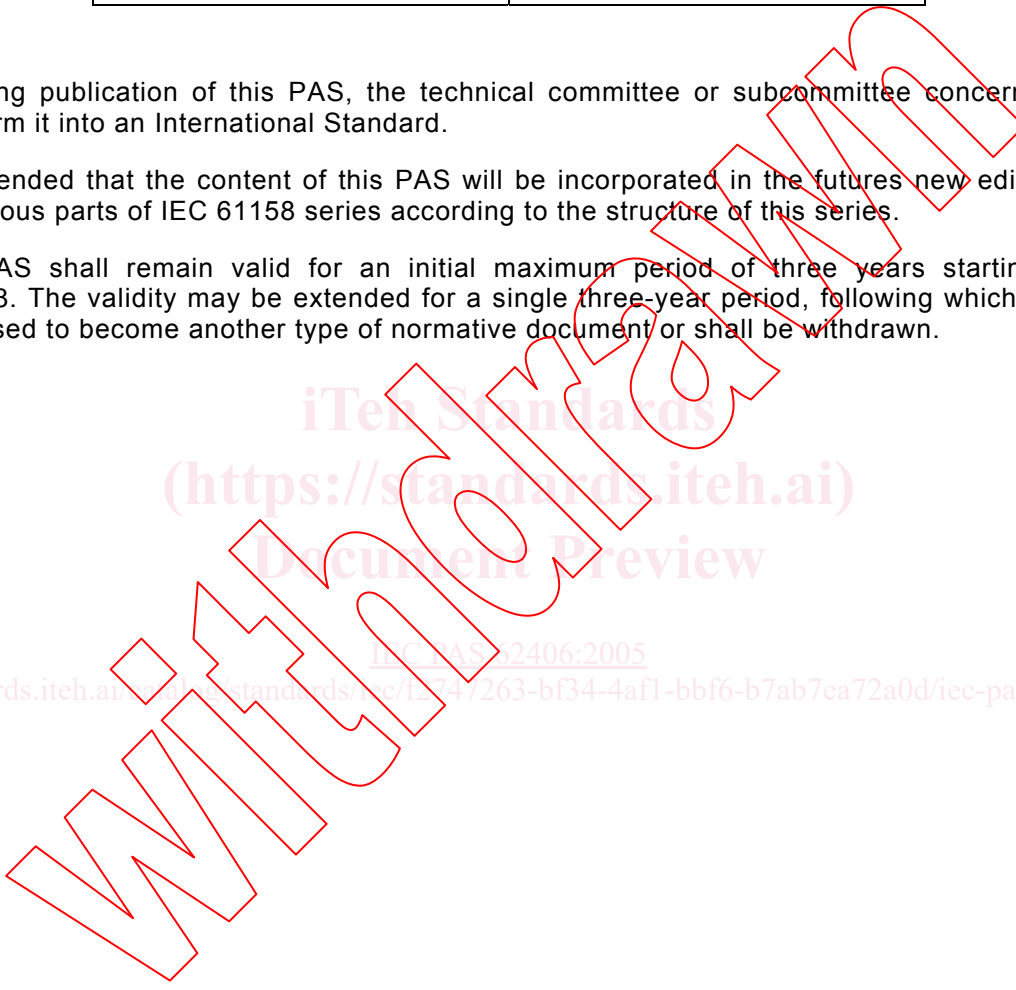 ng publication of this PAS, the technical committee or subcommittee concern
rm it into an International Standard.
ended that the content of this PAS will be incorporated in the futures new edi
ous parts of IEC 61158 series according to the structure of this series.
AS shall remain valid for an initial maximum period of three years startin
3. The validity may be extended for a single three-year period, following which
sed to become another type of normative document or shall be withdrawn.
iTeh Standards
(https://standards.iteh.ai)
Document Preview
IEC PAS 62406:2005
rds.iteh.ai/catalog/standards/iec/f2747263-bf34-4af1-bbf6-b7ab7ea72a0d/iec-pa
withdrawn